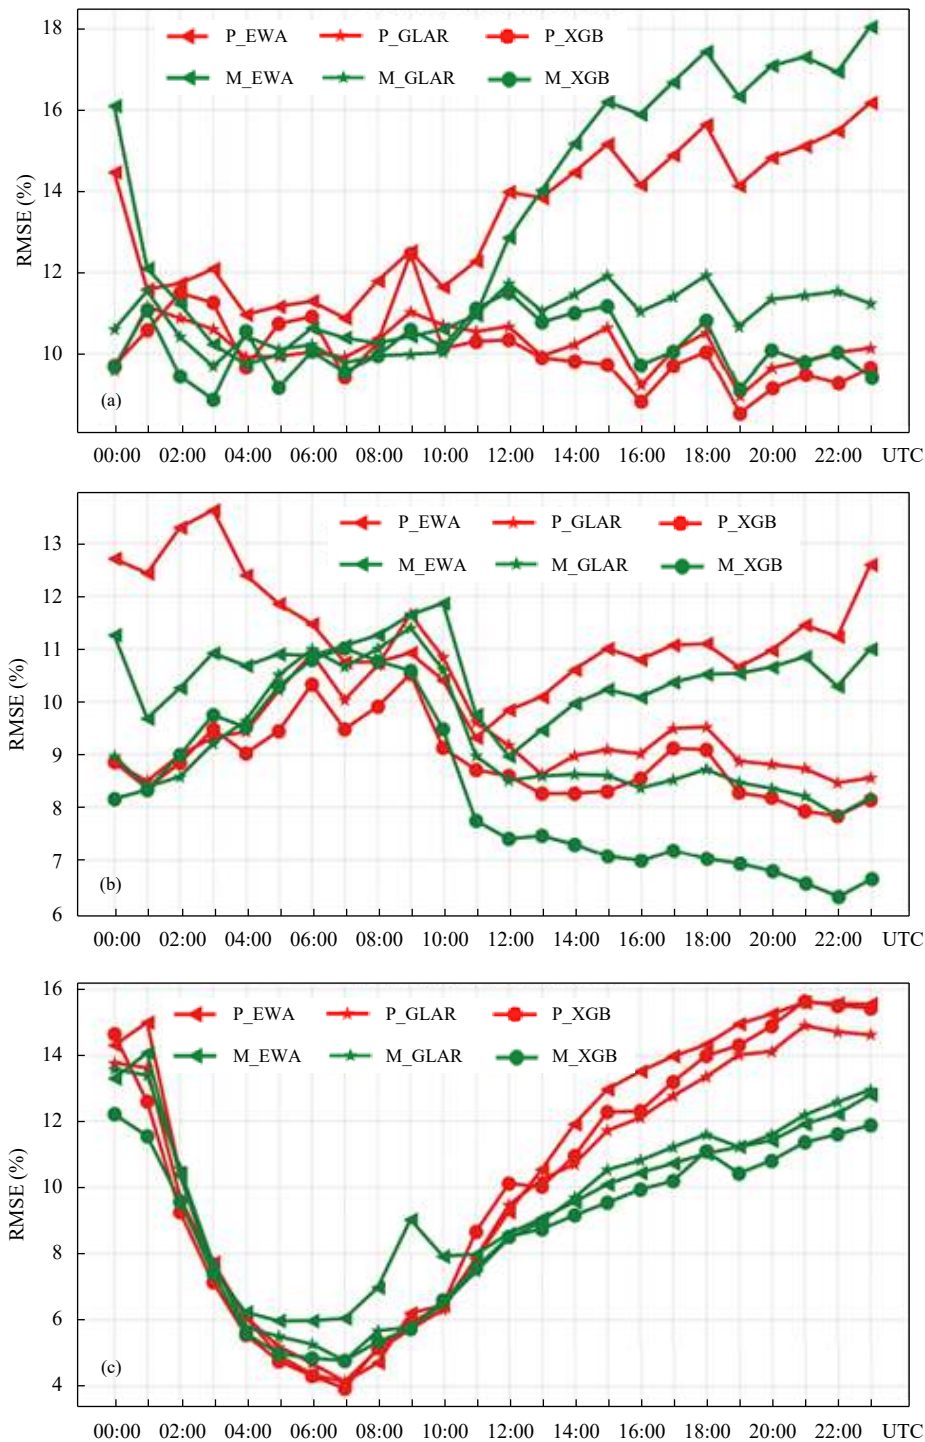 18
P_EWA P_GLAR P_XGB
M_EWA M_GLAR M_XGB
16
14
RMSE (%)
12
10
(a)
00:00 02:00 04:00 06:00 08:00 10:00 12:00 14:00 16:00 18:00 20:00 22:00 UTC
P_EWA P_GLAR P_XGB
13
M_EWA M_GLAR M_XGB
12
11
RMSE (%)
10
9
8
7
(b)
6
00:00 02:00 04:00 06:00 08:00 10:00 12:00 14:00 16:00 18:00 20:00 22:00 UTC
16
P_EWA P_GLAR P_XGB
14
M_EWA M_GLAR M_XGB
12
RMSE (%)
10
8
6
(c)
4
00:00 02:00 04:00 06:00 08:00 10:00 12:00 14:00 16:00 18:00 20:00 22:00 UTC